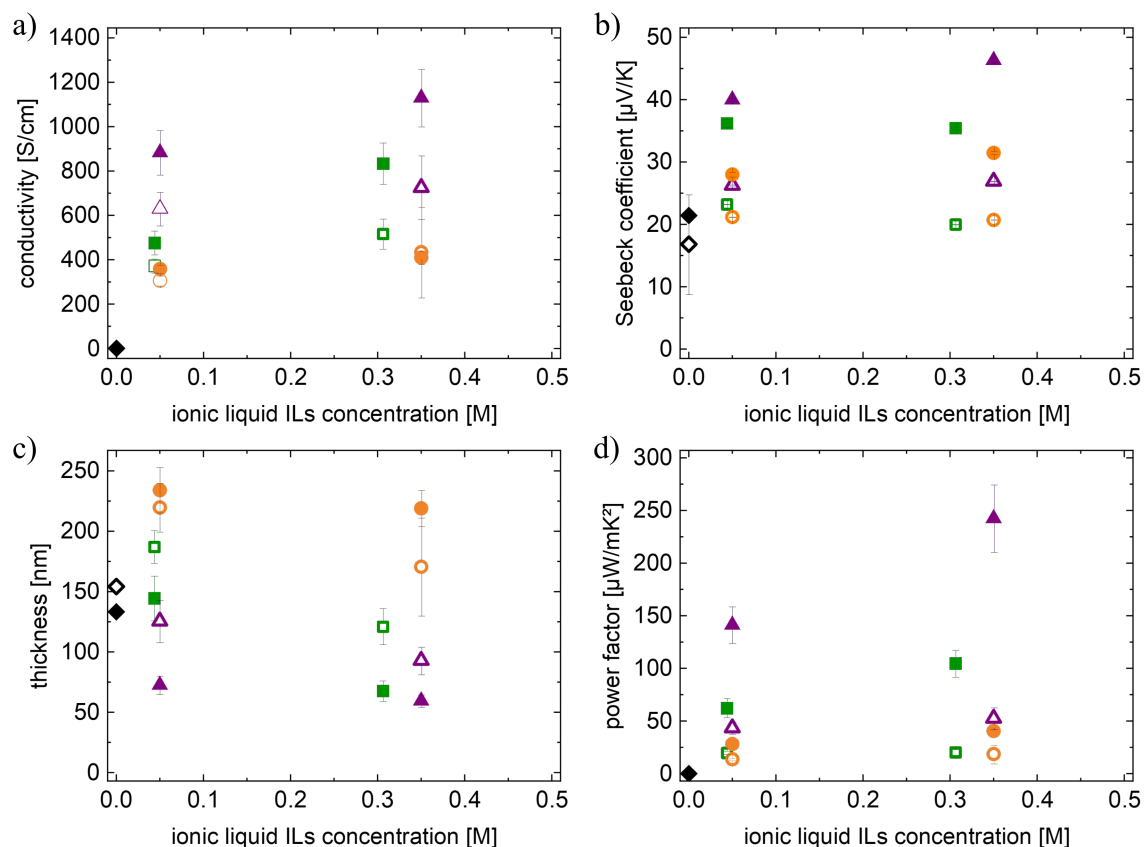 a)
1400
1200
1000
800
600
400
200
0
conductivity [S/cm]
0.0 0.1 0.2 0.3 0.4 0.5
ionic liquid ILs concentration [M]
b)
50
40
30
20
10
0
Seebeck coefficient [µV/K]
0.0 0.1 0.2 0.3 0.4 0.5
ionic liquid ILs concentration [M]
c)
250
200
150
100
50
0
thickness [nm]
0.0 0.1 0.2 0.3 0.4 0.5
ionic liquid ILs concentration [M]
d)
300
250
200
150
100
50
0
power factor [µW/mK²]
0.0 0.1 0.2 0.3 0.4 0.5
ionic liquid ILs concentration [M]